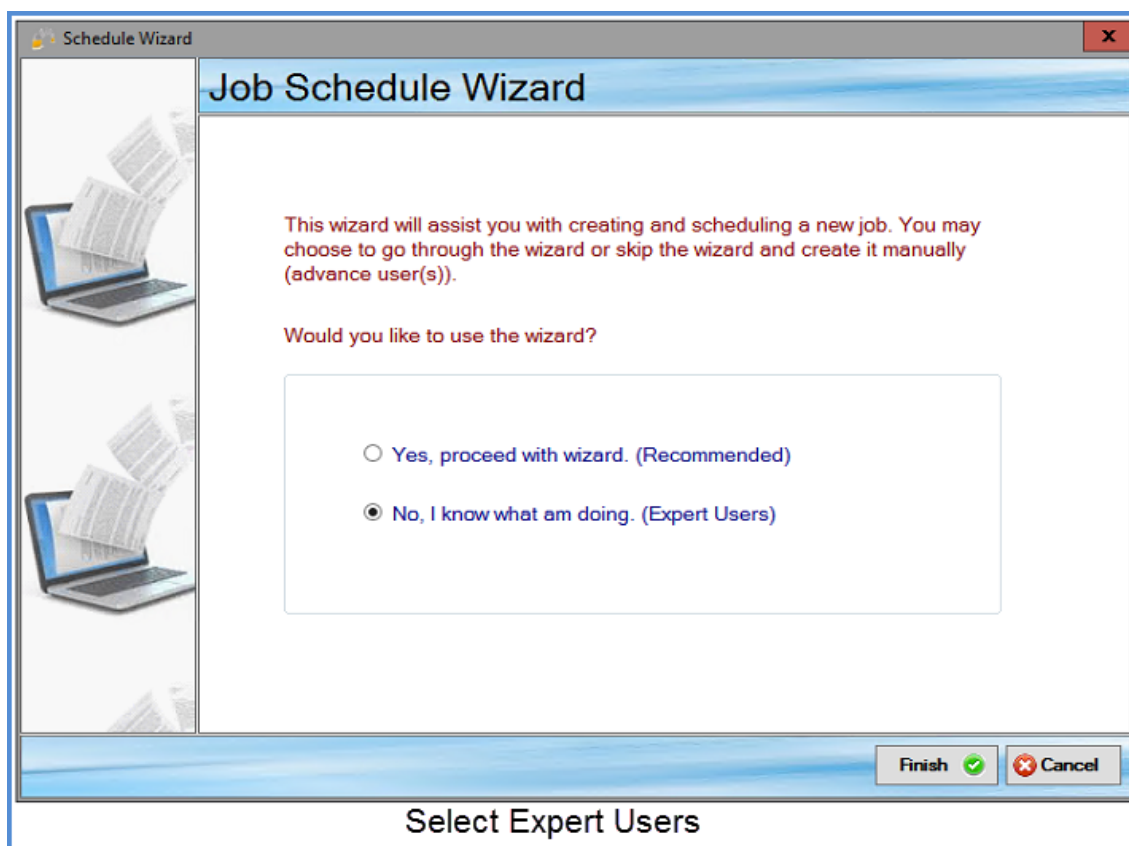 Schedule Wizard
x
Job Schedule Wizard
This wizard will assist you with creating and scheduling a new job. You may
choose to go through the wizard or skip the wizard and create it manually
(advance user(s)).
Would you like to use the wizard?
Yes, proceed with wizard. (Recommended)
No, I know what am doing. (Expert Users)
Finish
Cancel
Select Expert Users